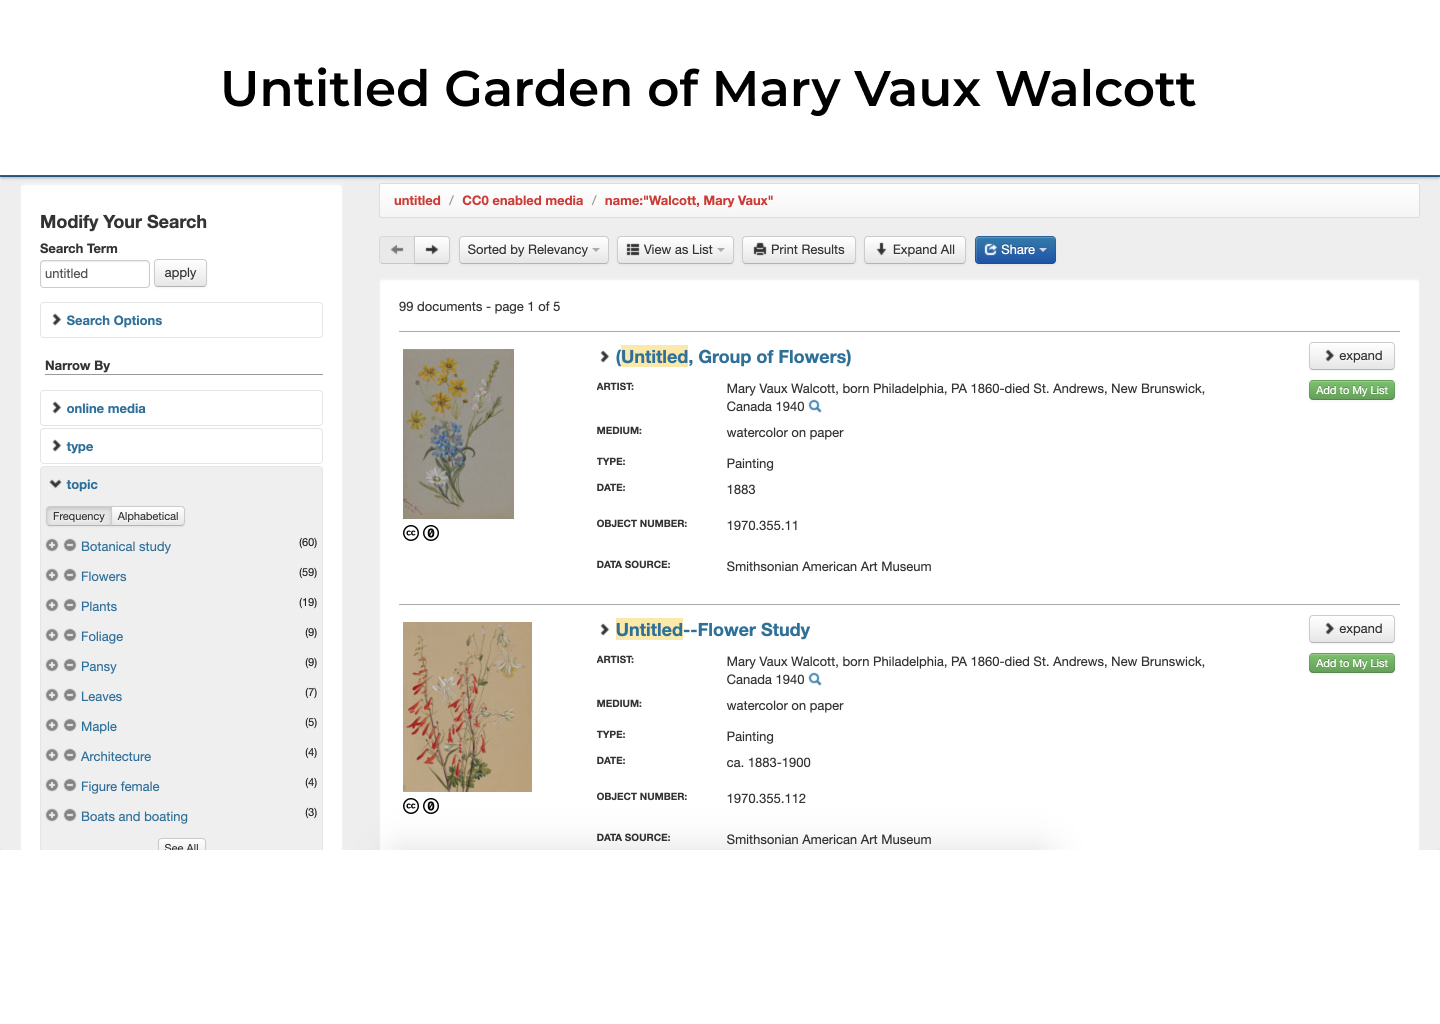 Untitled Garden of Mary Vaux Walcott
untitled / CC0 enabled media / name:"Walcott, Mary Vaux"
Modify Your Search
Search Term
untitled apply
Search Options
Narrow By
online media
type
topic
Frequency Alphabetical
Botanical study (60)
Flowers (59)
Plants (19)
Foliage (9)
Pansy (9)
Leaves (7)
Maple (5)
Architecture (4)
Figure female (4)
Boats and boating (3)
See All
Sorted by Relevancy View as List Print Results Expand All Share
99 documents - page 1 of 5
(Untitled, Group of Flowers)
expand
Add to My List
ARTIST: Mary Vaux Walcott, born Philadelphia, PA 1860-died St. Andrews, New Brunswick,
Canada 1940
MEDIUM: watercolor on paper
TYPE: Painting
DATE: 1883
OBJECT NUMBER: 1970.355.11
DATA SOURCE: Smithsonian American Art Museum
cc 0
Untitled--Flower Study
expand
Add to My List
ARTIST: Mary Vaux Walcott, born Philadelphia, PA 1860-died St. Andrews, New Brunswick,
Canada 1940
MEDIUM: watercolor on paper
TYPE: Painting
DATE: ca. 1883-1900
OBJECT NUMBER: 1970.355.112
DATA SOURCE: Smithsonian American Art Museum
cc 0